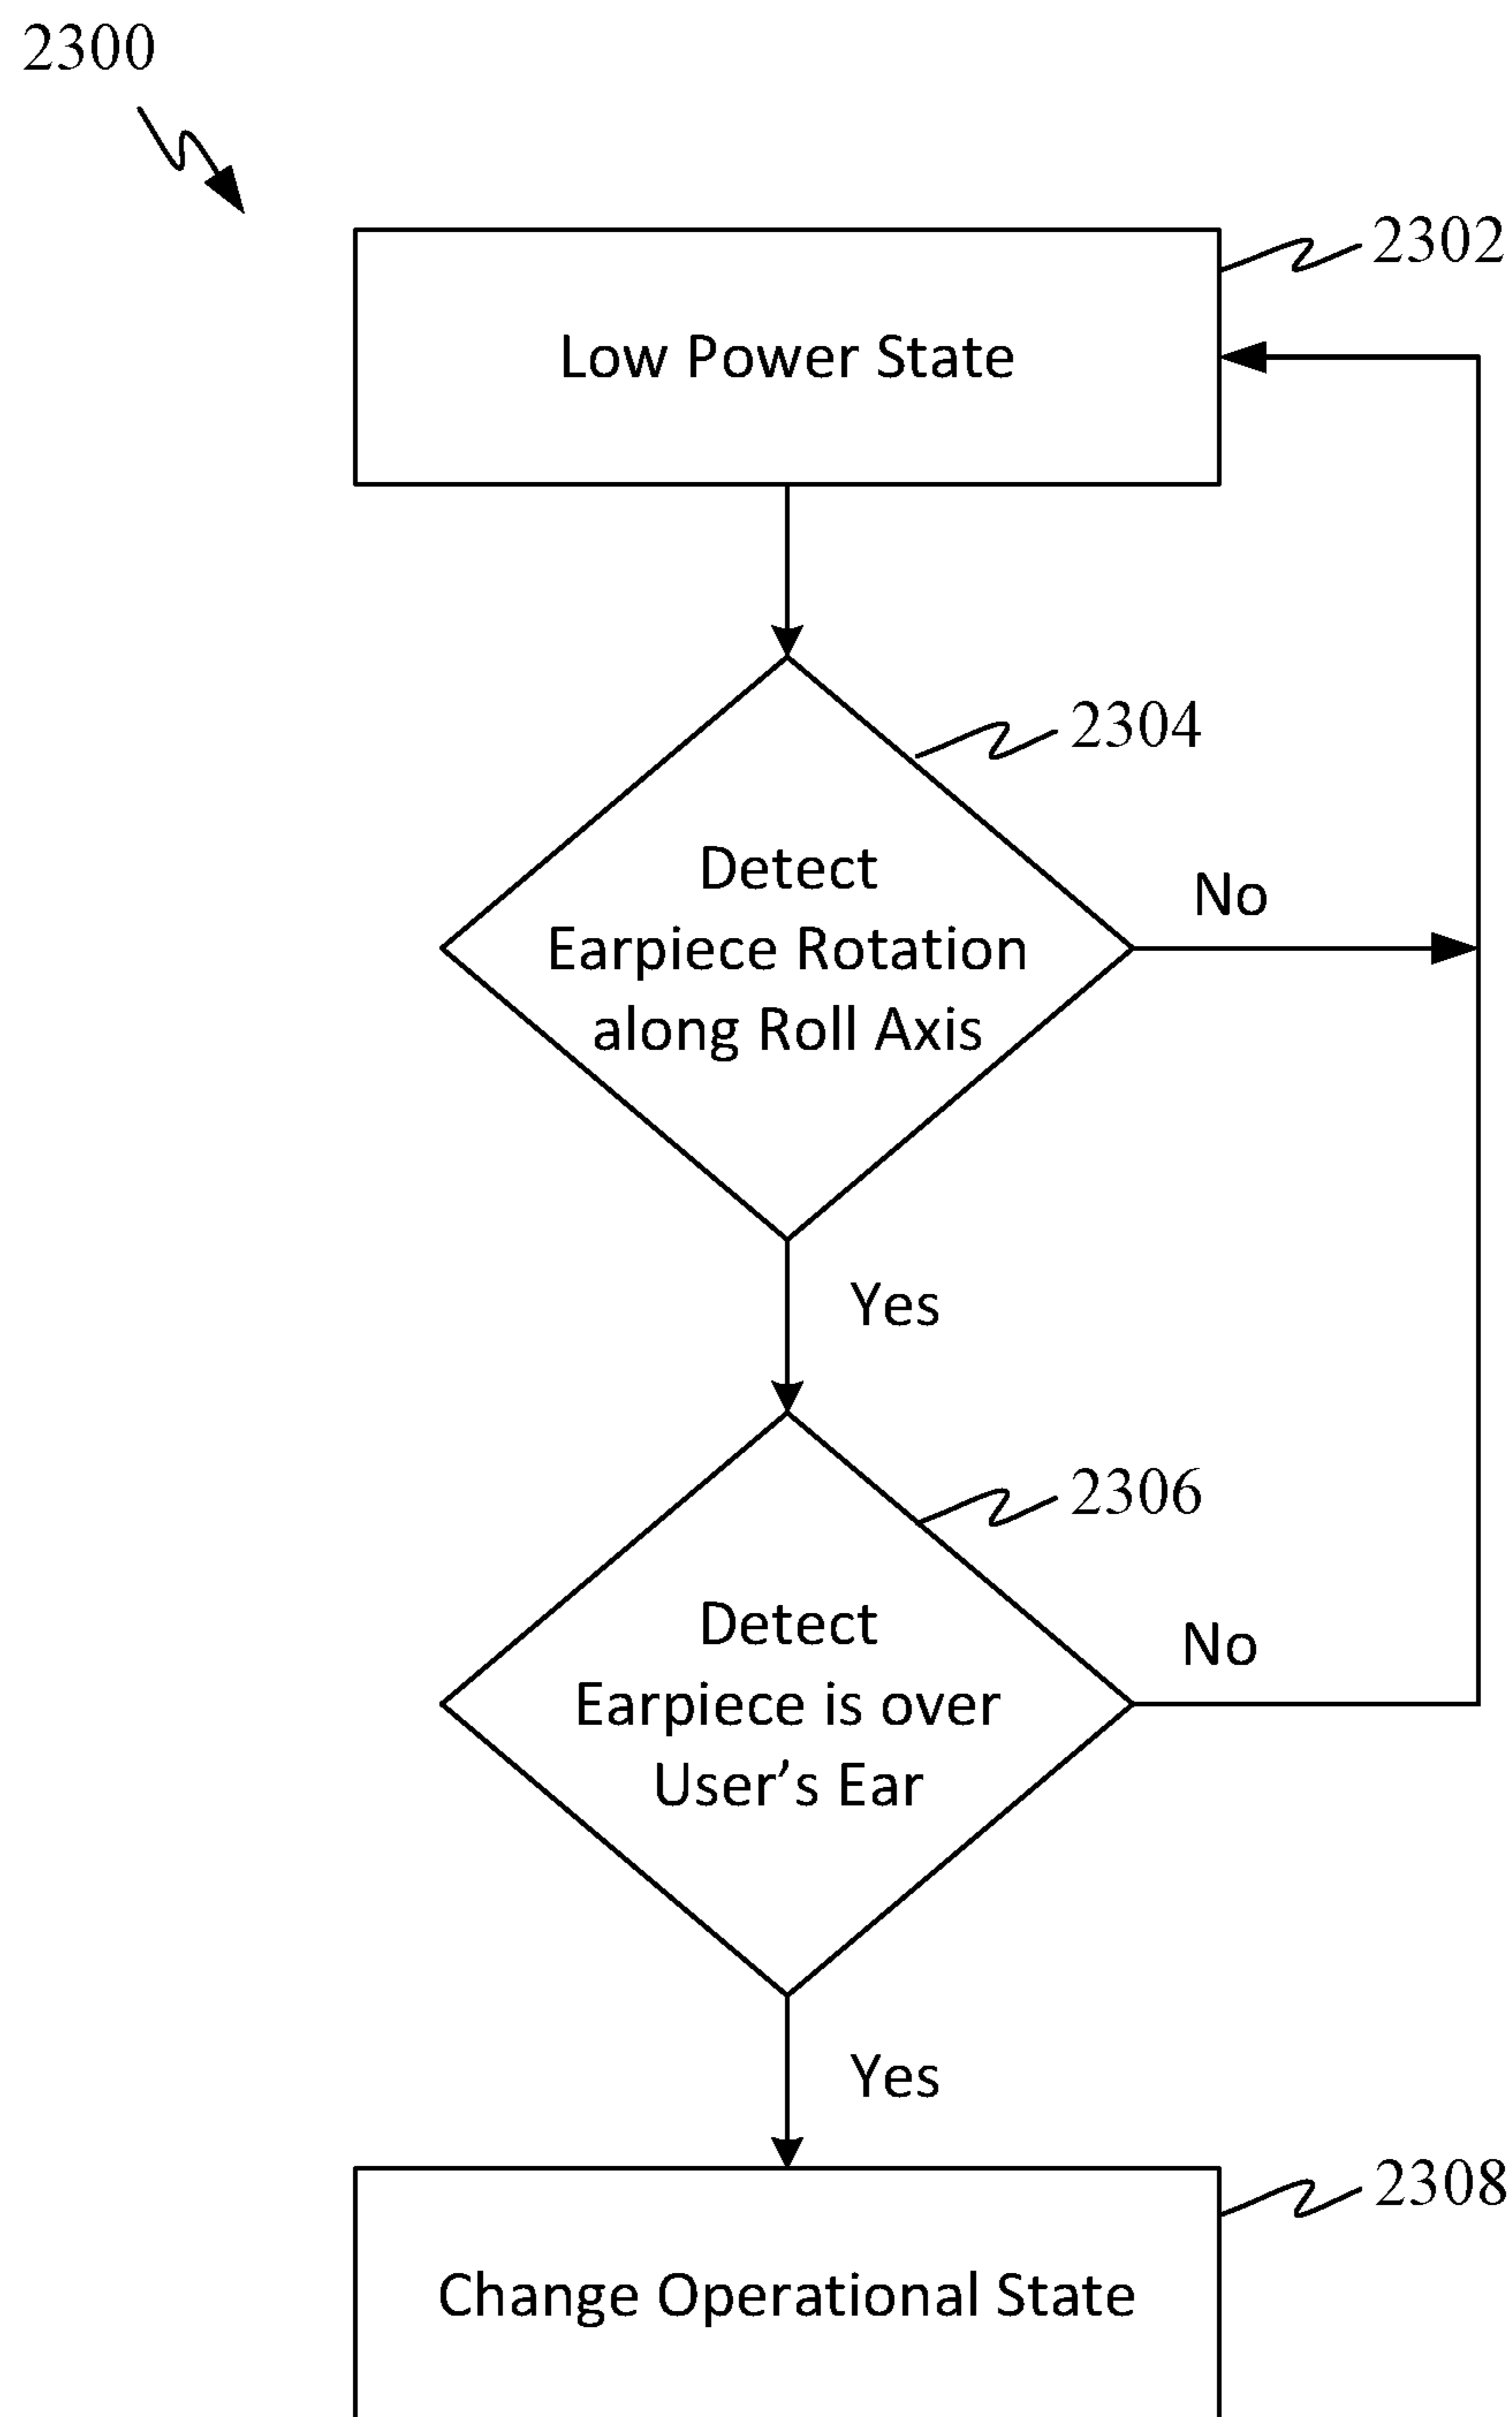 2300
2302
Low Power State
2304
Detect
Earpiece Rotation
along Roll Axis
No
Yes
2306
Detect
Earpiece is over
User's Ear
No
Yes
2308
Change Operational State